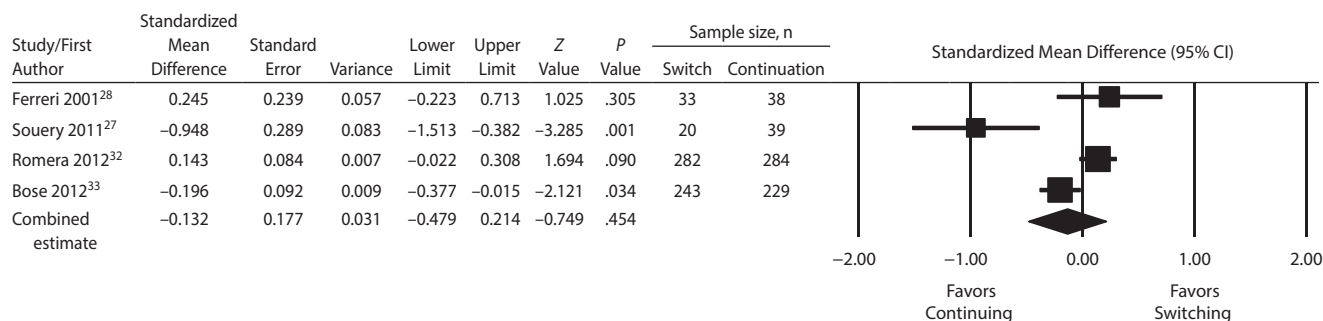 Study/First Author Standardized Mean Difference Standard Error Variance Lower Limit Upper Limit Z Value P Value Sample size, n Switch Continuation Standardized Mean Difference (95% CI)
Ferreri 2001²⁸ 0.245 0.239 0.057 −0.223 0.713 1.025 .305 33 38
Souery 2011²⁷ −0.948 0.289 0.083 −1.513 −0.382 −3.285 .001 20 39
Romera 2012³² 0.143 0.084 0.007 −0.022 0.308 1.694 .090 282 284
Bose 2012³³ −0.196 0.092 0.009 −0.377 −0.015 −2.121 .034 243 229
Combined estimate −0.132 0.177 0.031 −0.479 0.214 −0.749 .454
−2.00 −1.00 0.00 1.00 2.00
Favors Continuing Favors Switching